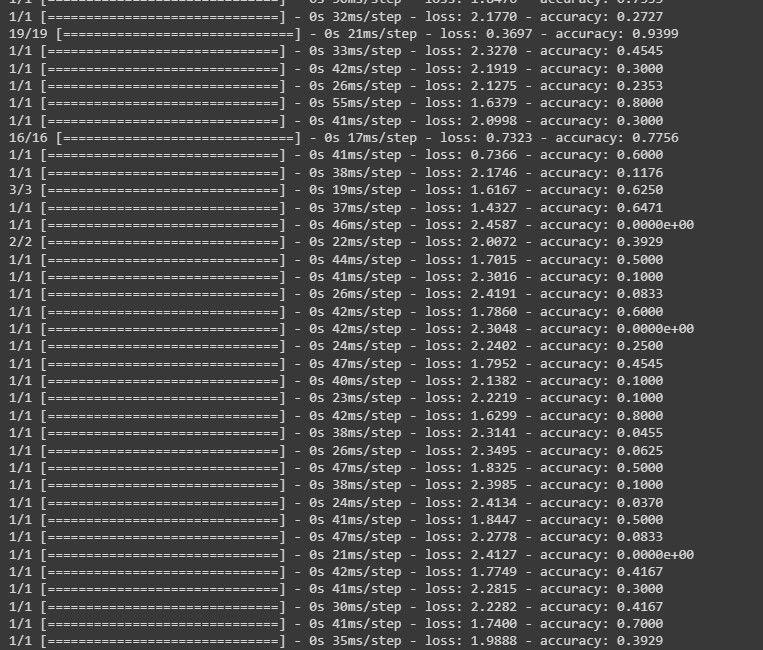 1/1 [==============================] - 0s 32ms/step - loss: 2.1770 - accuracy: 0.2727
19/19 [==============================] - 0s 21ms/step - loss: 0.3697 - accuracy: 0.9399
1/1 [==============================] - 0s 33ms/step - loss: 2.3270 - accuracy: 0.4545
1/1 [==============================] - 0s 42ms/step - loss: 2.1919 - accuracy: 0.3000
1/1 [==============================] - 0s 26ms/step - loss: 2.1275 - accuracy: 0.2353
1/1 [==============================] - 0s 55ms/step - loss: 1.6379 - accuracy: 0.8000
1/1 [==============================] - 0s 41ms/step - loss: 2.0998 - accuracy: 0.3000
16/16 [==============================] - 0s 17ms/step - loss: 0.7323 - accuracy: 0.7756
1/1 [==============================] - 0s 41ms/step - loss: 0.7366 - accuracy: 0.6000
1/1 [==============================] - 0s 38ms/step - loss: 2.1746 - accuracy: 0.1176
3/3 [==============================] - 0s 19ms/step - loss: 1.6167 - accuracy: 0.6250
1/1 [==============================] - 0s 37ms/step - loss: 1.4327 - accuracy: 0.6471
1/1 [==============================] - 0s 46ms/step - loss: 2.4587 - accuracy: 0.0000e+00
2/2 [==============================] - 0s 22ms/step - loss: 2.0072 - accuracy: 0.3929
1/1 [==============================] - 0s 44ms/step - loss: 1.7015 - accuracy: 0.5000
1/1 [==============================] - 0s 41ms/step - loss: 2.3016 - accuracy: 0.1000
1/1 [==============================] - 0s 26ms/step - loss: 2.4191 - accuracy: 0.0833
1/1 [==============================] - 0s 42ms/step - loss: 1.7860 - accuracy: 0.6000
1/1 [==============================] - 0s 42ms/step - loss: 2.3048 - accuracy: 0.0000e+00
1/1 [==============================] - 0s 24ms/step - loss: 2.2402 - accuracy: 0.2500
1/1 [==============================] - 0s 47ms/step - loss: 1.7952 - accuracy: 0.4545
1/1 [==============================] - 0s 40ms/step - loss: 2.1382 - accuracy: 0.1000
1/1 [==============================] - 0s 23ms/step - loss: 2.2219 - accuracy: 0.1000
1/1 [==============================] - 0s 42ms/step - loss: 1.6299 - accuracy: 0.8000
1/1 [==============================] - 0s 38ms/step - loss: 2.3141 - accuracy: 0.0455
1/1 [==============================] - 0s 26ms/step - loss: 2.3495 - accuracy: 0.0625
1/1 [==============================] - 0s 47ms/step - loss: 1.8325 - accuracy: 0.5000
1/1 [==============================] - 0s 38ms/step - loss: 2.3985 - accuracy: 0.1000
1/1 [==============================] - 0s 24ms/step - loss: 2.4134 - accuracy: 0.0370
1/1 [==============================] - 0s 41ms/step - loss: 1.8447 - accuracy: 0.5000
1/1 [==============================] - 0s 47ms/step - loss: 2.2778 - accuracy: 0.0833
1/1 [==============================] - 0s 21ms/step - loss: 2.4127 - accuracy: 0.0000e+00
1/1 [==============================] - 0s 42ms/step - loss: 1.7749 - accuracy: 0.4167
1/1 [==============================] - 0s 41ms/step - loss: 2.2815 - accuracy: 0.3000
1/1 [==============================] - 0s 30ms/step - loss: 2.2282 - accuracy: 0.4167
1/1 [==============================] - 0s 41ms/step - loss: 1.7400 - accuracy: 0.7000
1/1 [==============================] - 0s 35ms/step - loss: 1.9888 - accuracy: 0.3929